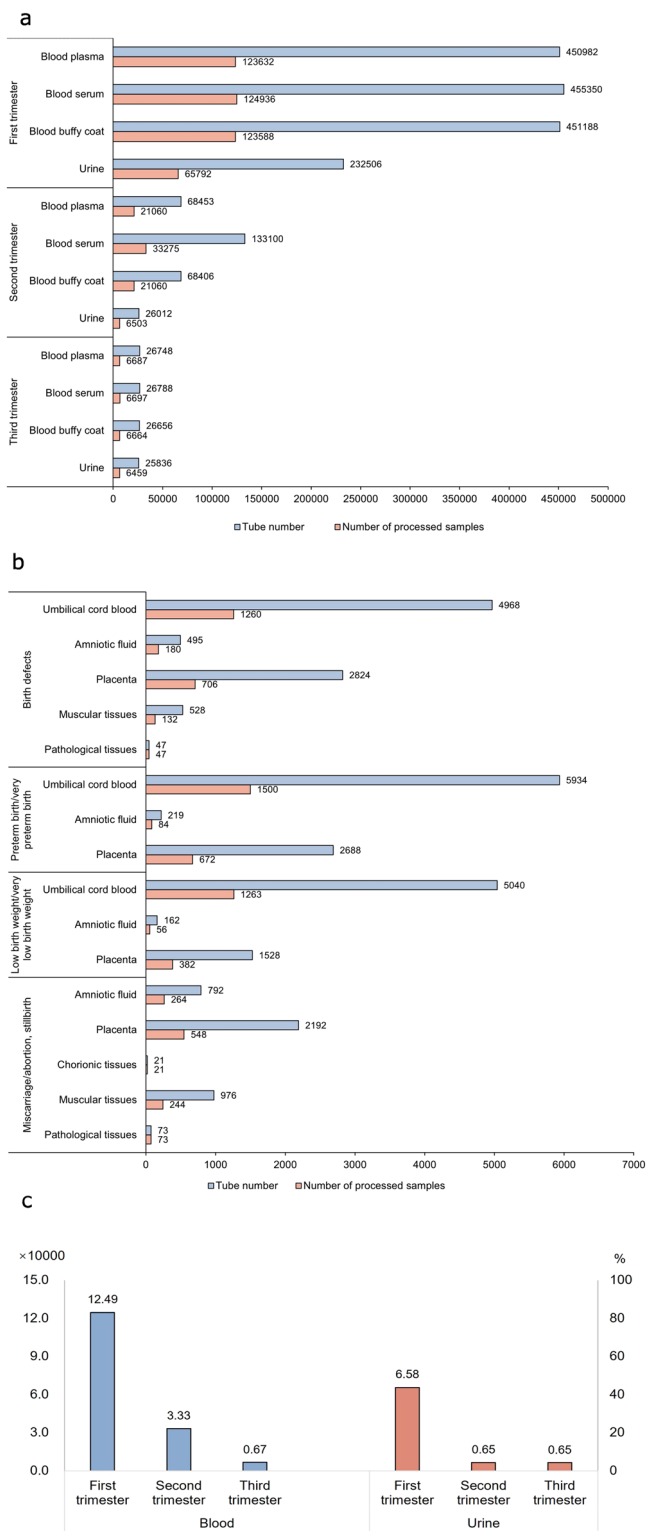 a
First trimester
Blood plasma
450982
123632
Blood serum
455350
124936
Blood buffy coat
451188
123588
Urine
232506
65792
Second trimester
Blood plasma
68453
21060
Blood serum
133100
33275
Blood buffy coat
68406
21060
Urine
26012
6503
Third trimester
Blood plasma
26748
6687
Blood serum
26788
6697
Blood buffy coat
26656
6664
Urine
25836
6459
0 50000 100000 150000 200000 250000 300000 350000 400000 450000 500000
Tube number Number of processed samples
b
Birth defects
Umbilical cord blood
4968
1260
Amniotic fluid
495
180
Placenta
2824
706
Muscular tissues
528
132
Pathological tissues
47
47
Preterm birth/very
preterm birth
Umbilical cord blood
5934
1500
Amniotic fluid
219
84
Placenta
2688
672
Low birth weight/very
low birth weight
Umbilical cord blood
5040
1263
Amniotic fluid
162
56
Placenta
1528
382
Miscarriage/abortion, stillbirth
Amniotic fluid
792
264
Placenta
2192
548
Chorionic tissues
21
21
Muscular tissues
976
244
Pathological tissues
73
73
0 1000 2000 3000 4000 5000 6000 7000
Tube number Number of processed samples
c
×10000 %
15.0 100
12.49
12.0 80
9.0 60
6.58
6.0 40
3.33
3.0 20
0.67 0.65 0.65
0.0 0
First Second Third First Second Third
trimester trimester trimester trimester trimester trimester
Blood Urine